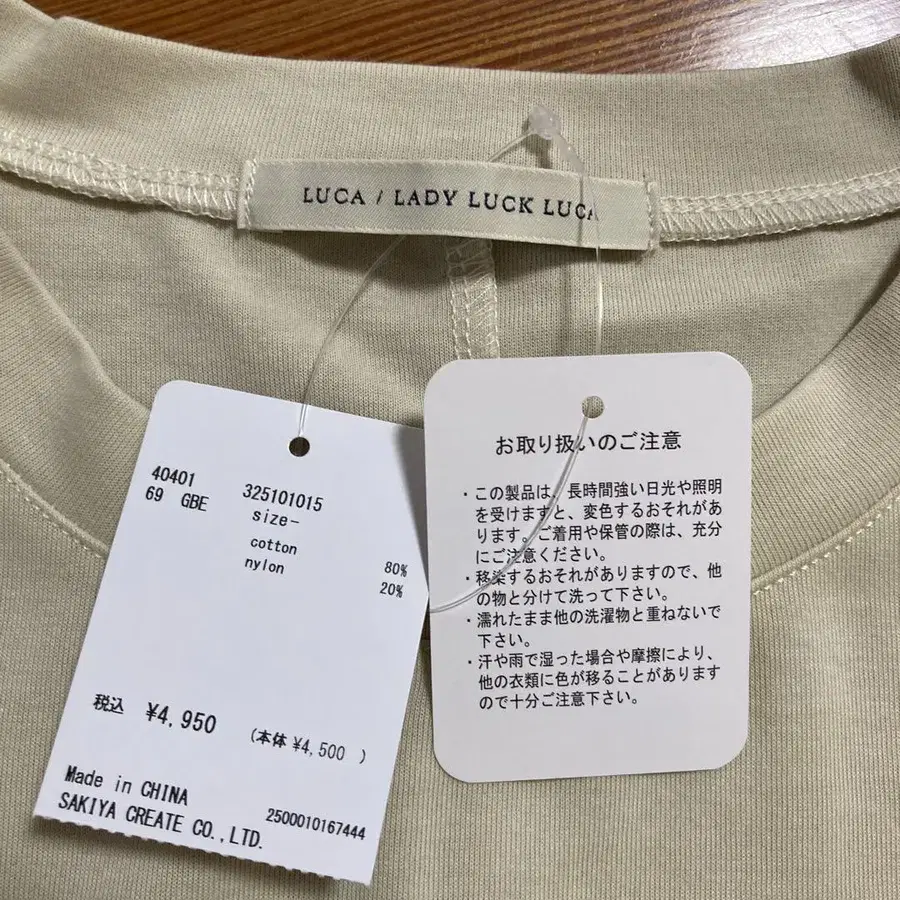 LUCA / LADY LUCK LUCA
40401
69 GBE
325101015
size-
cotton 80%
nylon 20%
税込 ¥4,950 (本体 ¥4,500 )
Made in CHINA
SAKIYA CREATE CO.,LTD.
2500010167444
お取り扱いのご注意
・この製品は、長時間強い日光や照明
を受けますと、変色するおそれがあ
ります。ご着用や保管の際は、充分
にご注意ください。
・移染するおそれがありますので、他
の物と分けて洗って下さい。
・濡れたまま他の洗濯物と重ねないで
下さい。
・汗や雨で湿った場合や摩擦により、
他の衣類に色が移ることがあります
ので十分ご注意下さい。